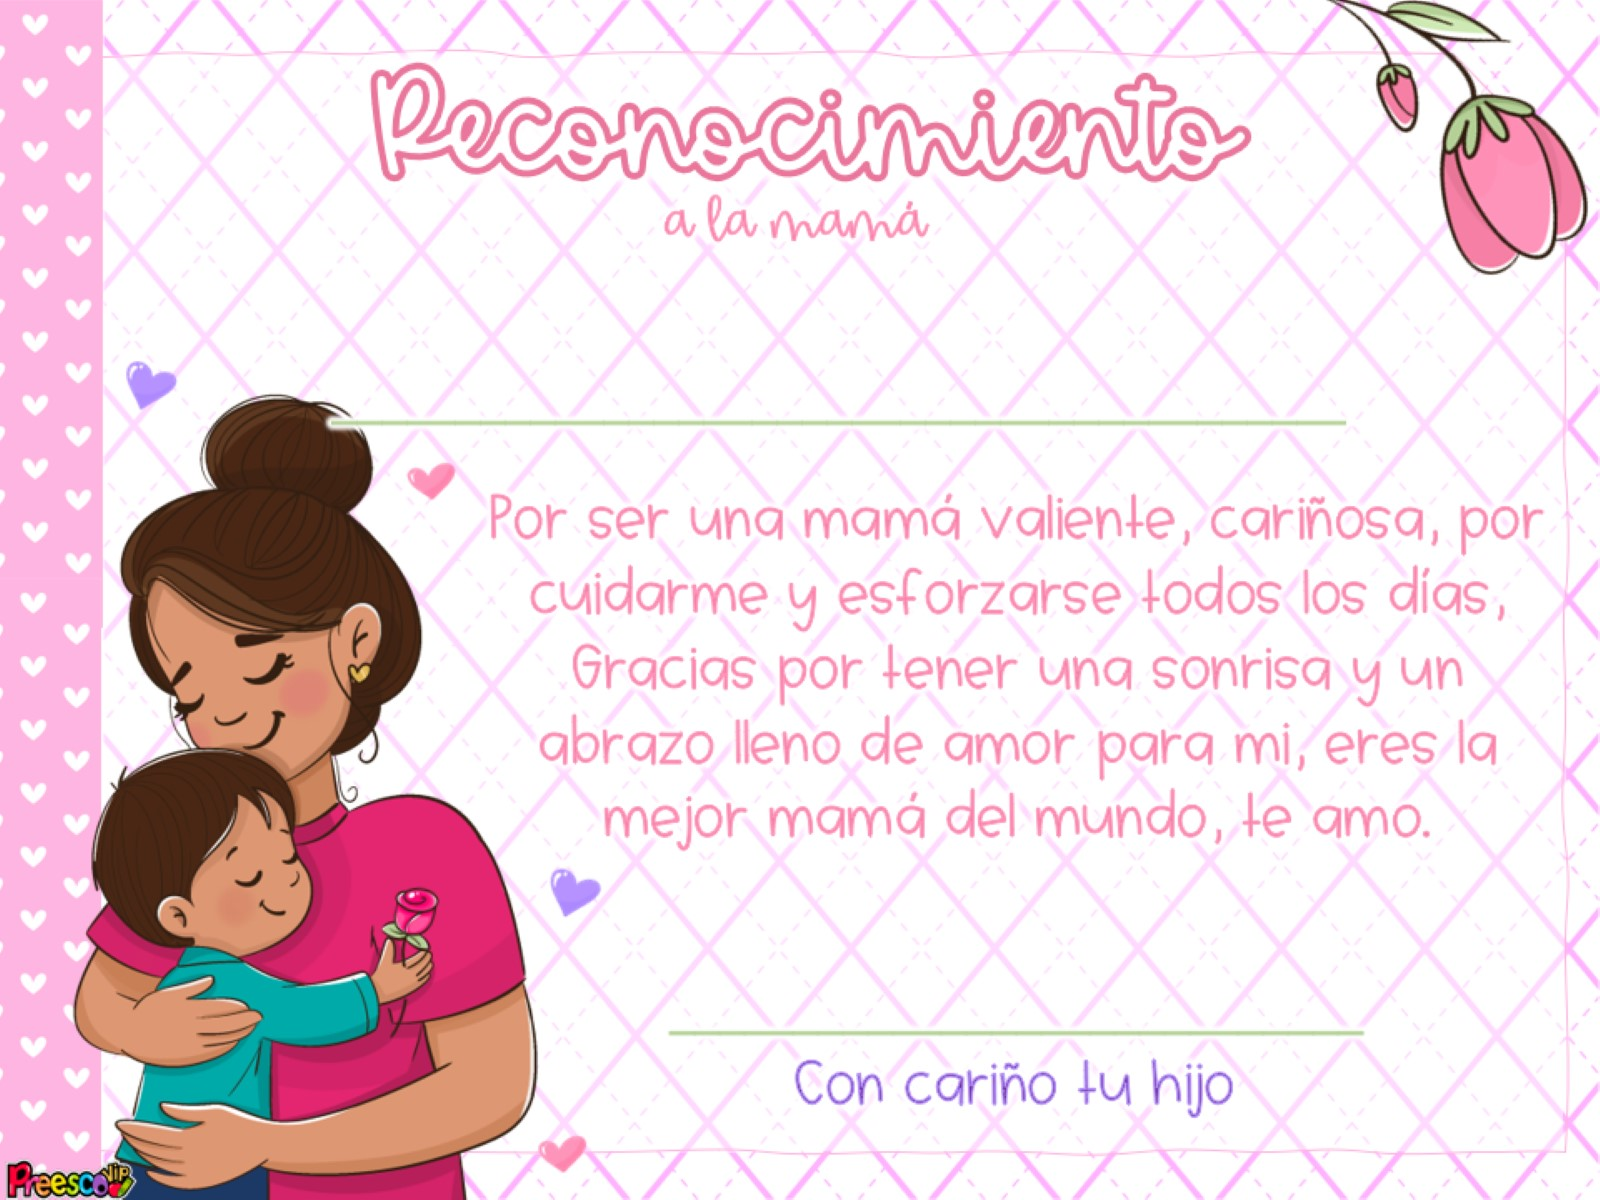 Reconocimiento
a la mamá
Por ser una mamá valiente, cariñosa, por
cuidarme y esforzarse todos los días,
Gracias por tener una sonrisa y un
abrazo lleno de amor para mi, eres la
mejor mamá del mundo, te amo.
Con cariño tu hijo
Preesco vip